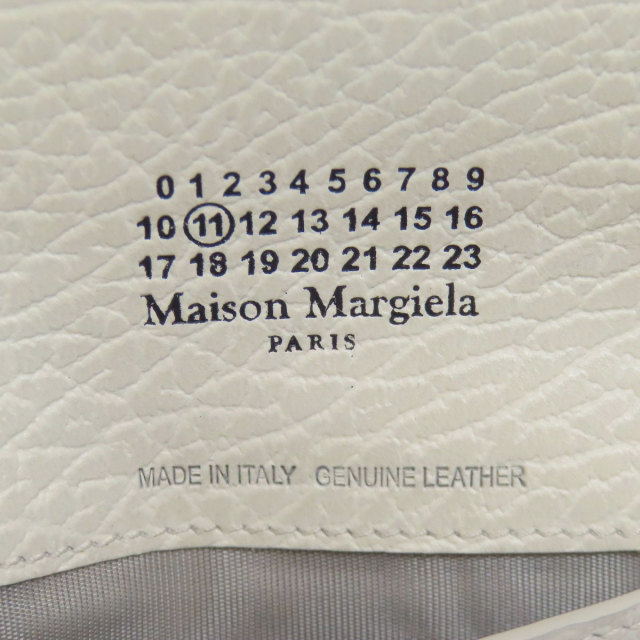 0 1 2 3 4 5 6 7 8 9
10 11 12 13 14 15 16
17 18 19 20 21 22 23
Maison Margiela
PARIS
MADE IN ITALY GENUINE LEATHER